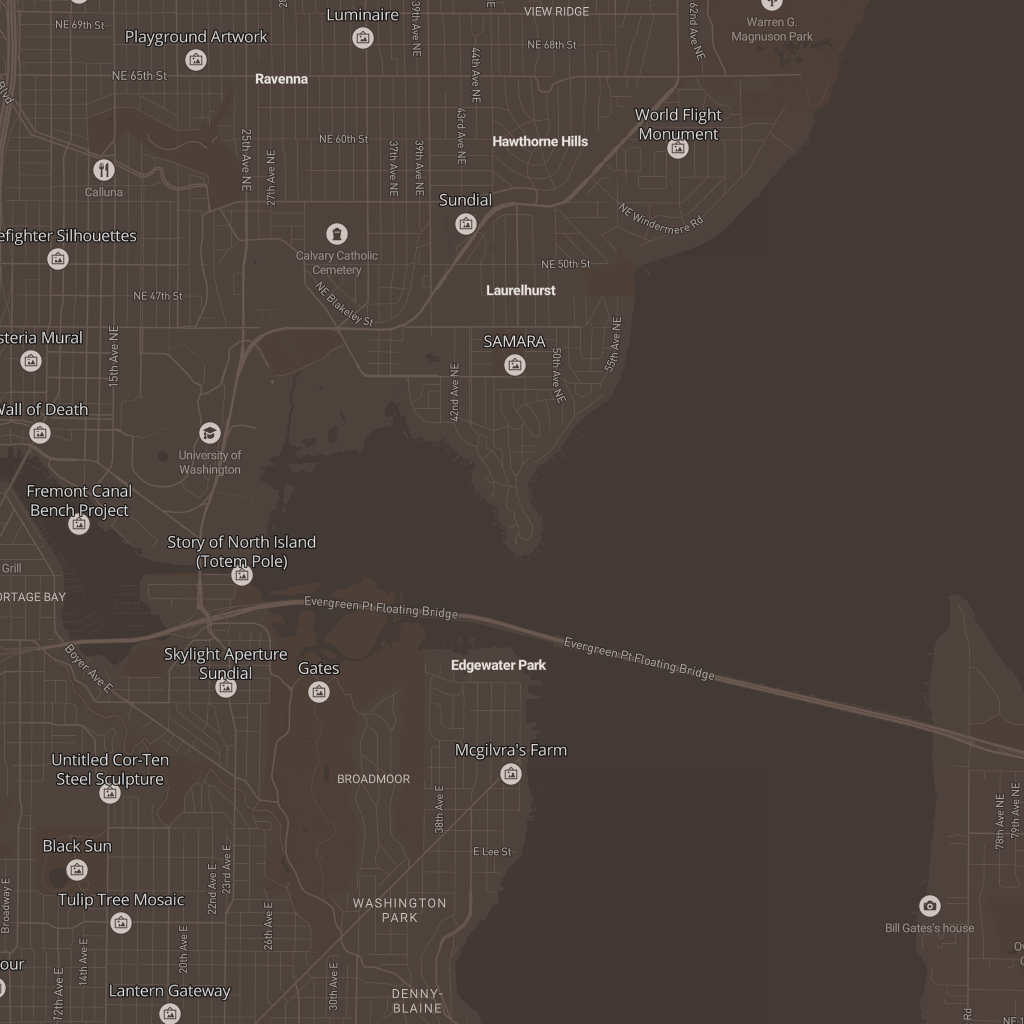 Luminaire
VIEW RIDGE
NE 69th St
39th Ave NE
62nd Ave NE
Warren G.
Magnuson Park
Playground Artwork
NE 68th St
NE 65th St
Ravenna
44th Ave NE
Blvd
World Flight
Monument
NE 60th St
43rd Ave NE
Hawthorne Hills
25th Ave NE
27th Ave NE
37th Ave NE
39th Ave NE
Calluna
Sundial
NE Windermere Rd
efighter Silhouettes
Calvary Catholic
Cemetery
NE 50th St
NE 47th St
NE Blakeley St
Laurelhurst
steria Mural
15th Ave NE
SAMARA
55th Ave NE
50th Ave NE
42nd Ave NE
Wall of Death
University of
Washington
Fremont Canal
Bench Project
Story of North Island
(Totem Pole)
Grill
ORTAGE BAY
Evergreen Pt Floating Bridge
Evergreen Pt Floating Bridge
Boyer Ave E
Skylight Aperture
Sundial
Gates
Edgewater Park
Mcgilvra's Farm
Untitled Cor-Ten
Steel Sculpture
BROADMOOR
38th Ave E
78th Ave NE
79th Ave NE
Black Sun
E Lee St
22nd Ave E
23rd Ave E
Broadway E
Tulip Tree Mosaic
WASHINGTON
PARK
26th Ave E
Bill Gates's house
20th Ave E
14th Ave E
our
12th Ave E
30th Ave E
Lantern Gateway
DENNY-
BLAINE
Rd